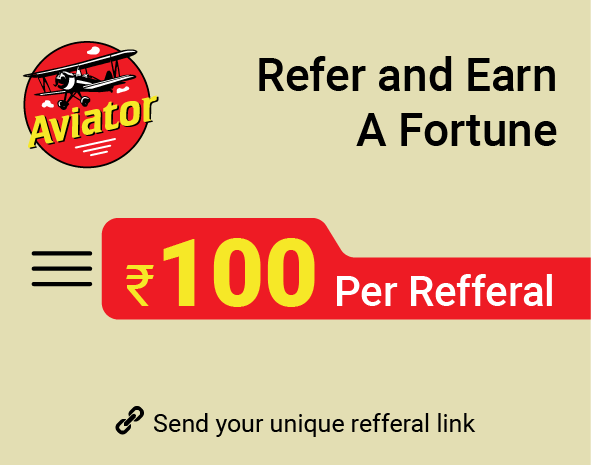 Aviator
Refer and Earn
A Fortune
₹100 Per Refferal
Send your unique refferal link